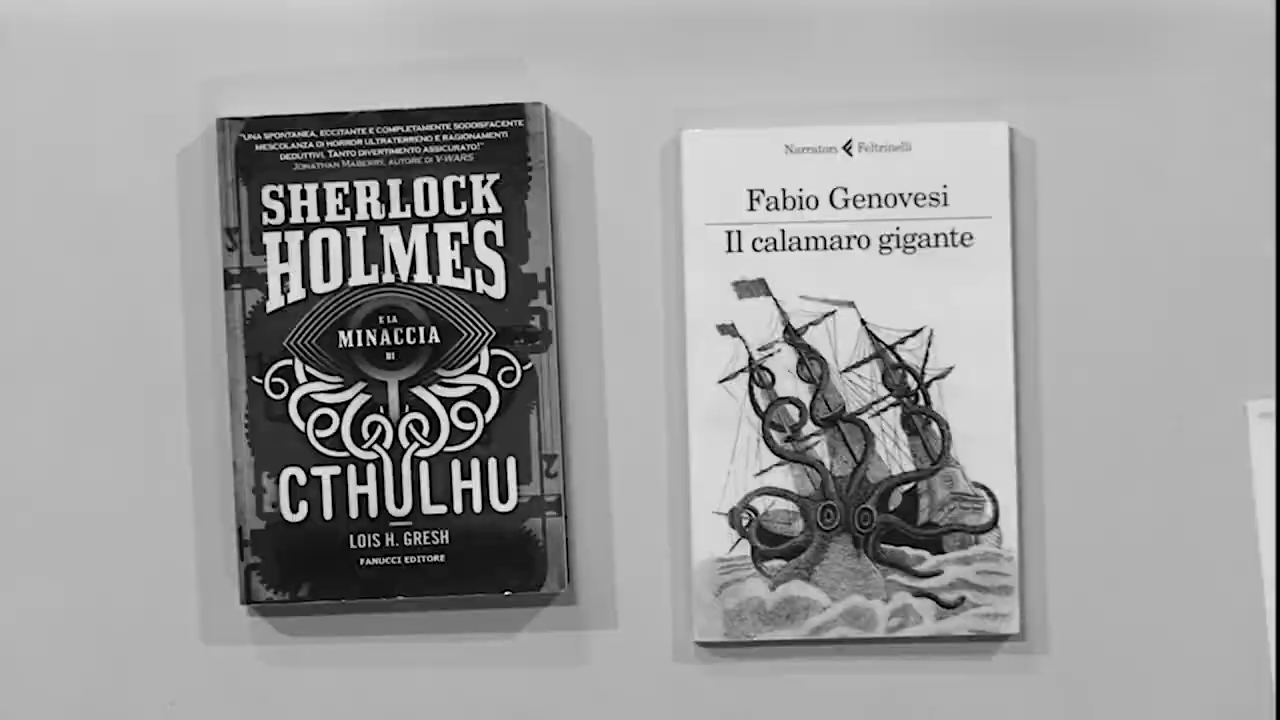 "UNA SPONTANEA, ECCITANTE E COMPLETAMENTE SODDISFACENTE
MESCOLANZA DI HORROR ULTRATERRENO E RAGIONAMENTI
DEDUTTIVI. TANTO DIVERTIMENTO ASSICURATO!"
JONATHAN MABERRY, AUTORE DI V-WARS
SHERLOCK
HOLMES
E LA
MINACCIA
DI
CTHULHU
LOIS H. GRESH
FANUCCI EDITORE
Narratori Feltrinelli
Fabio Genovesi
Il calamaro gigante